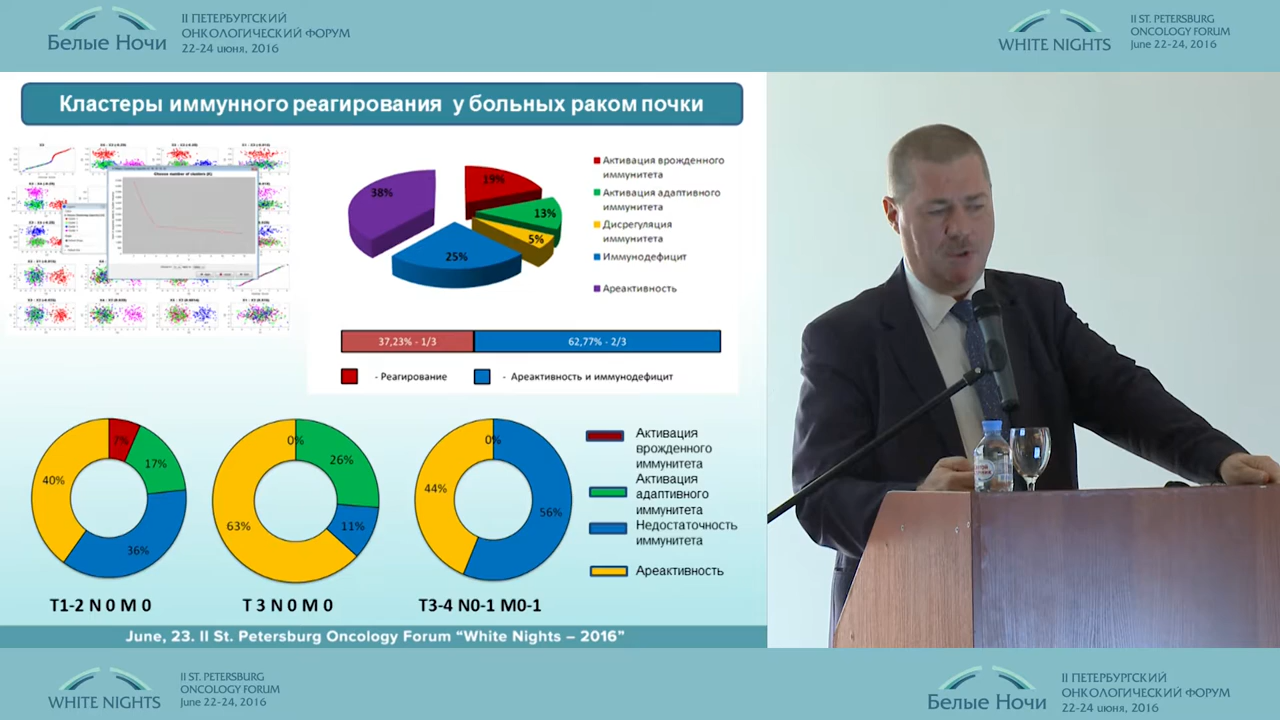 Белые Ночи
II ПЕТЕРБУРГСКИЙ
ОНКОЛОГИЧЕСКИЙ ФОРУМ
22-24 июня, 2016
WHITE NIGHTS
II ST. PETERSBURG
ONCOLOGY FORUM
June 22-24, 2016
Кластеры иммунного реагирования у больных раком почки
Choose number of clusters (K)
38%
19%
13%
5%
25%
Активация врожденного
иммунитета
Активация адаптивного
иммунитета
Дисрегуляция
иммунитета
Иммунодефицит
Ареактивность
37,23% - 1/3
62,77% - 2/3
- Реагирование
- Ареактивность и иммунодефицит
7%
17%
36%
40%
T1-2 N 0 M 0
0%
26%
11%
63%
T 3 N 0 M 0
0%
56%
44%
T3-4 N0-1 M0-1
Активация
врожденного
иммунитета
Активация
адаптивного
иммунитета
Недостаточность
иммунитета
Ареактивность
June, 23. II St. Petersburg Oncology Forum “White Nights – 2016”
WHITE NIGHTS
II ST. PETERSBURG
ONCOLOGY FORUM
June 22-24, 2016
Белые Ночи
II ПЕТЕРБУРГСКИЙ
ОНКОЛОГИЧЕСКИЙ ФОРУМ
22-24 июня, 2016